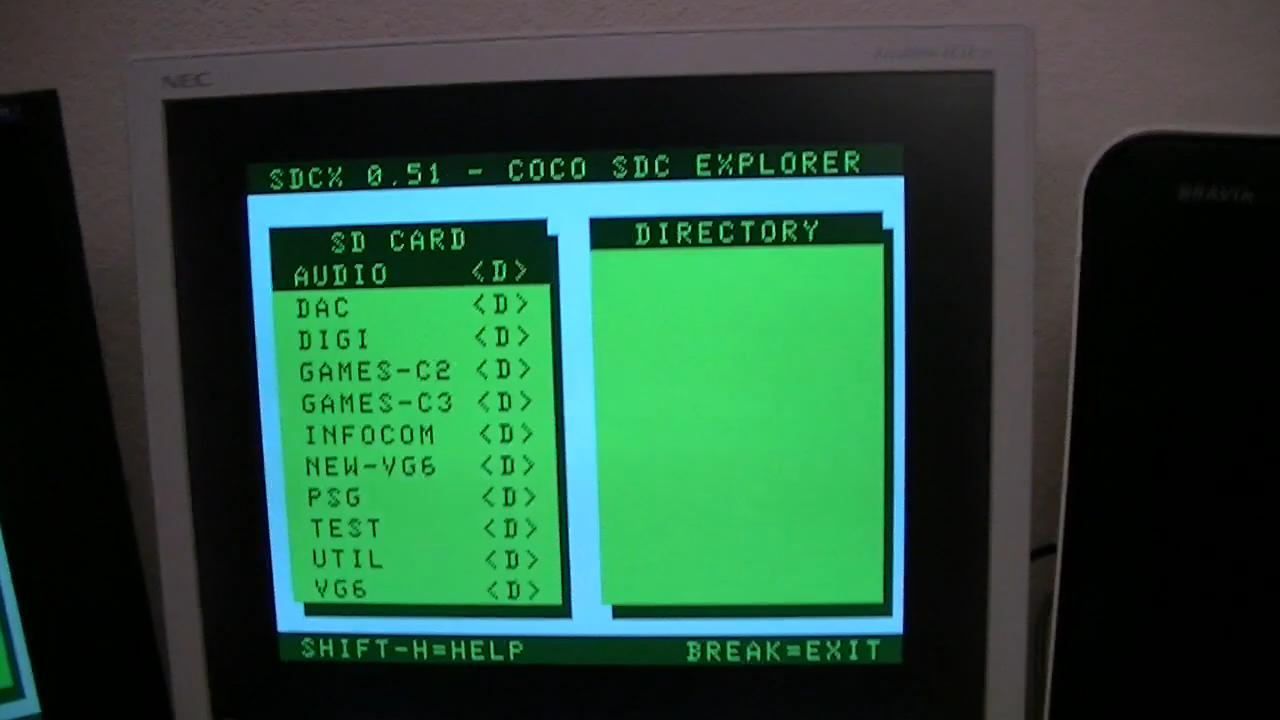 NEC
SDCX 0.51 - COCO SDC EXPLORER
SD CARD
AUDIO <D>
DAC <D>
DIGI <D>
GAMES-C2 <D>
GAMES-C3 <D>
INFOCOM <D>
NEW-VG6 <D>
PSG <D>
TEST <D>
UTIL <D>
VG6 <D>
DIRECTORY
SHIFT-H=HELP
BREAK=EXIT
BRAVIA